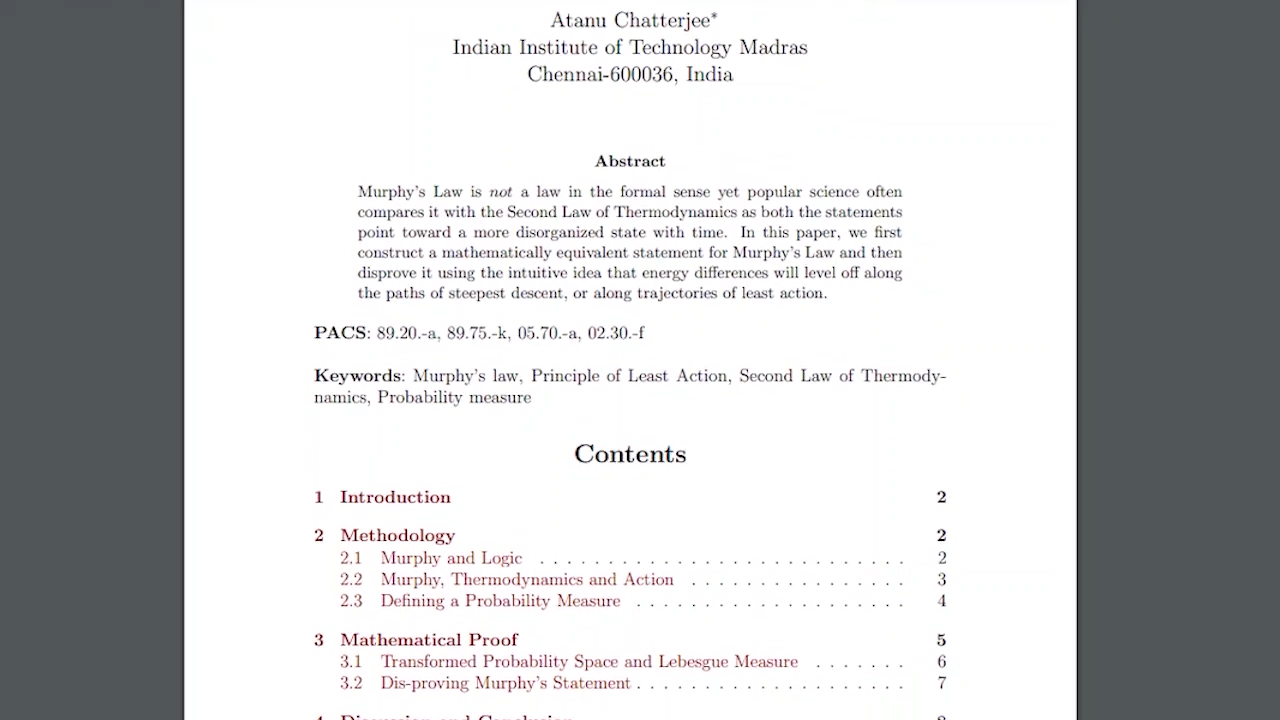 Atanu Chatterjee*
Indian Institute of Technology Madras
Chennai-600036, India
Abstract
Murphy's Law is not a law in the formal sense yet popular science often
compares it with the Second Law of Thermodynamics as both the statements
point toward a more disorganized state with time. In this paper, we first
construct a mathematically equivalent statement for Murphy's Law and then
disprove it using the intuitive idea that energy differences will level off along
the paths of steepest descent, or along trajectories of least action.
PACS: 89.20.-a, 89.75.-k, 05.70.-a, 02.30.-f
Keywords: Murphy's law, Principle of Least Action, Second Law of Thermody-
namics, Probability measure
Contents
1 Introduction 2
2 Methodology 2
2.1 Murphy and Logic . . . . . . . . . . . . . . . . . . . . . . . . . . 2
2.2 Murphy, Thermodynamics and Action . . . . . . . . . . . . . . . 3
2.3 Defining a Probability Measure . . . . . . . . . . . . . . . . . . . 4
3 Mathematical Proof 5
3.1 Transformed Probability Space and Lebesgue Measure . . . . . . . 6
3.2 Dis-proving Murphy's Statement . . . . . . . . . . . . . . . . . . . 7